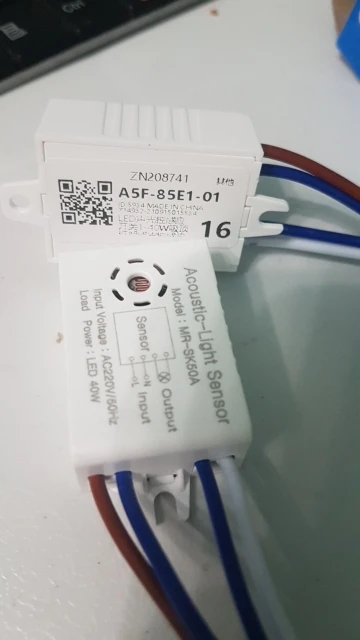 ZN208741
A5F-85E1-01
MADE IN CHINA
16
Acoustic-Light Sensor
Model : MR-SK50A
Sensor
Output
N
L
Input
Input Voltage : AC220V/50Hz
Load Power : LED 40W